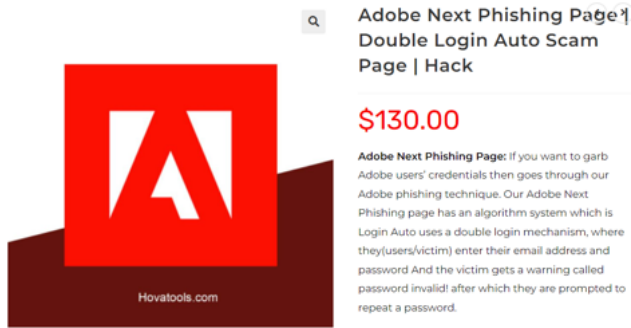 Adobe Next Phishing Page |
Double Login Auto Scam
Page | Hack
$130.00
Adobe Next Phishing Page: If you want to garb
Adobe users' credentials then goes through our
Adobe phishing technique. Our Adobe Next
Phishing page has an algorithm system which is
Login Auto uses a double login mechanism, where
they(users/victim) enter their email address and
password And the victim gets a warning called
password invalid! after which they are prompted to
repeat a password.
Hovatools.com